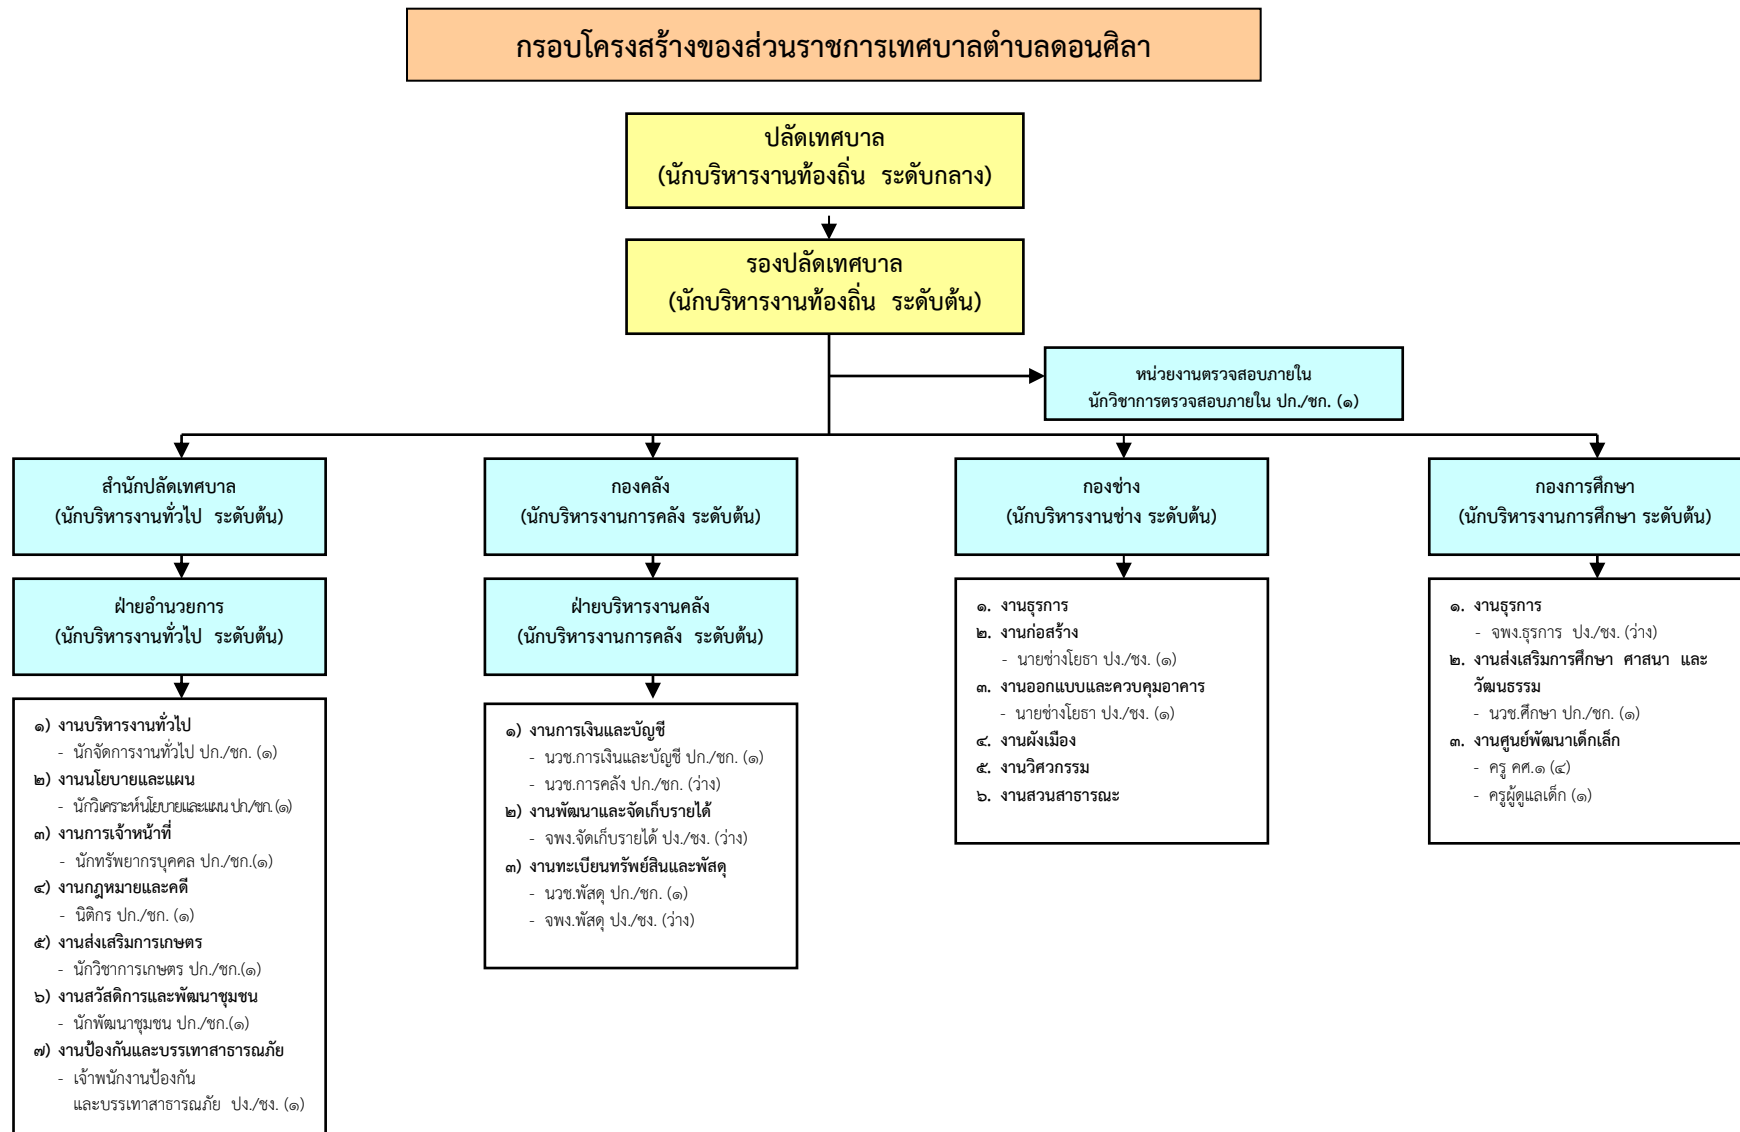 กรอบโครงสร้างของส่วนราชการเทศบาลตำบลดอนศิลา
ปลัดเทศบาล
(นักบริหารงานท้องถิ่น ระดับกลาง)
รองปลัดเทศบาล
(นักบริหารงานท้องถิ่น ระดับต้น)
หน่วยงานตรวจสอบภายใน
นักวิชาการตรวจสอบภายใน ปก./ชก. (๑)
สำนักปลัดเทศบาล
(นักบริหารงานทั่วไป ระดับต้น)
ฝ่ายอำนวยการ
(นักบริหารงานทั่วไป ระดับต้น)
๑) งานบริหารงานทั่วไป
- นักจัดการงานทั่วไป ปก./ชก. (๑)
๒) งานนโยบายและแผน
- นักวิเคราะห์นโยบายและแผน ปก/ชก. (๑)
๓) งานการเจ้าหน้าที่
- นักทรัพยากรบุคคล ปก./ชก.(๑)
๔) งานกฎหมายและคดี
- นิติกร ปก./ชก. (๑)
๕) งานส่งเสริมการเกษตร
- นักวิชาการเกษตร ปก./ชก.(๑)
๖) งานสวัสดิการและพัฒนาชุมชน
- นักพัฒนาชุมชน ปก./ชก.(๑)
๗) งานป้องกันและบรรเทาสาธารณภัย
- เจ้าพนักงานป้องกัน
และบรรเทาสาธารณภัย ปง./ชง. (๑)
กองคลัง
(นักบริหารงานการคลัง ระดับต้น)
ฝ่ายบริหารงานคลัง
(นักบริหารงานการคลัง ระดับต้น)
๑) งานการเงินและบัญชี
- นวช.การเงินและบัญชี ปก./ชก. (๑)
- นวช.การคลัง ปก./ชก. (ว่าง)
๒) งานพัฒนาและจัดเก็บรายได้
- จพง.จัดเก็บรายได้ ปง./ชง. (ว่าง)
๓) งานทะเบียนทรัพย์สินและพัสดุ
- นวช.พัสดุ ปก./ชก. (๑)
- จพง.พัสดุ ปง./ชง. (ว่าง)
กองช่าง
(นักบริหารงานช่าง ระดับต้น)
๑. งานธุรการ
๒. งานก่อสร้าง
- นายช่างโยธา ปง./ชง. (๑)
๓. งานออกแบบและควบคุมอาคาร
- นายช่างโยธา ปง./ชง. (๑)
๔. งานผังเมือง
๕. งานวิศวกรรม
๖. งานสวนสาธารณะ
กองการศึกษา
(นักบริหารงานการศึกษา ระดับต้น)
๑. งานธุรการ
- จพง.ธุรการ ปง./ชง. (ว่าง)
๒. งานส่งเสริมการศึกษา ศาสนา และ
วัฒนธรรม
- นวช.ศึกษา ปก./ชก. (๑)
๓. งานศูนย์พัฒนาเด็กเล็ก
- ครู คศ.๑ (๔)
- ครูผู้ดูแลเด็ก (๑)